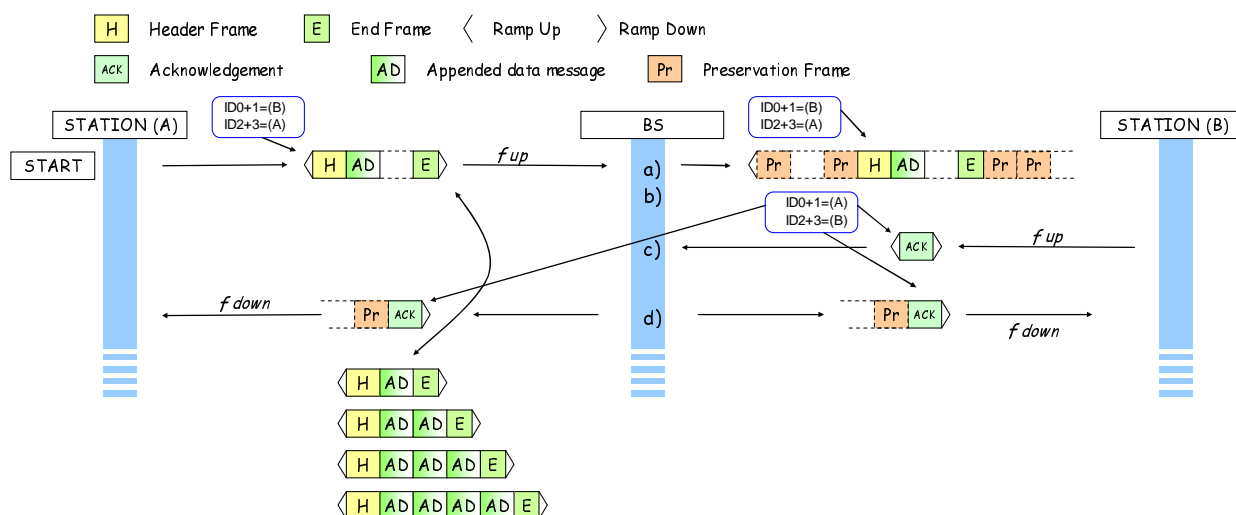 H Header Frame E End Frame Ramp Up Ramp Down
ACK Acknowledgement AD Appended data message Pr Preservation Frame
ID0+1=(B)
ID2+3=(A)
ID0+1=(B)
ID2+3=(A)
STATION (A) BS STATION (B)
START H AD E f up a) Pr Pr H AD E Pr Pr
b)
ID0+1=(A)
ID2+3=(B)
c) ACK f up
f down Pr ACK d) Pr ACK f down
H AD E
H AD AD E
H AD AD AD E
H AD AD AD AD E